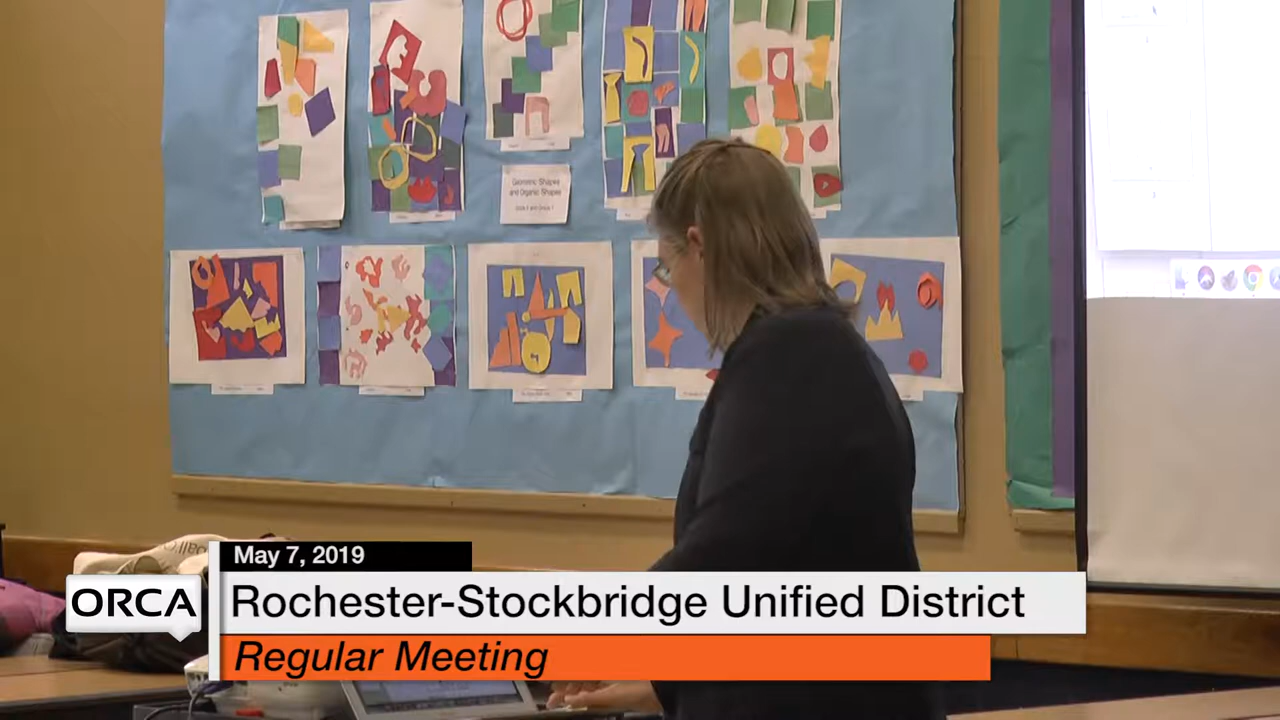 Geometric Shapes
and Organic Shapes
May 7, 2019
ORCA
Rochester-Stockbridge Unified District
Regular Meeting